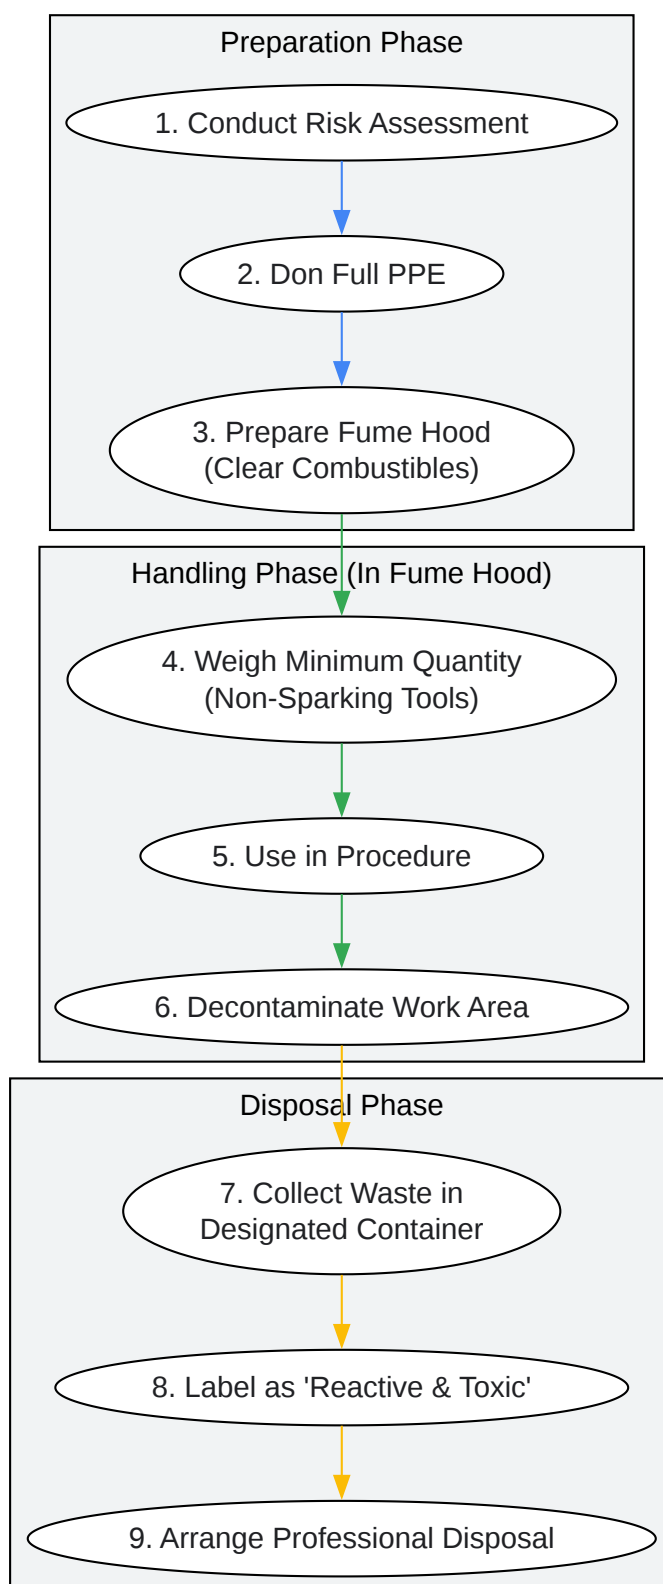 Preparation Phase
1. Conduct Risk Assessment
2. Don Full PPE
3. Prepare Fume Hood
(Clear Combustibles)
Handling Phase (In Fume Hood)
4. Weigh Minimum Quantity
(Non-Sparking Tools)
5. Use in Procedure
6. Decontaminate Work Area
Disposal Phase
7. Collect Waste in
Designated Container
8. Label as 'Reactive & Toxic'
9. Arrange Professional Disposal